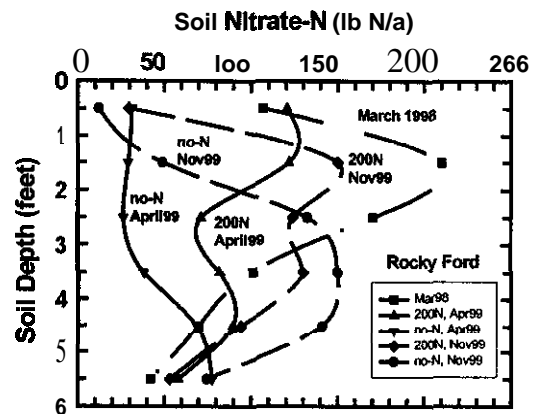 Soil Nitrate-N (lb N/a)
0 50 100 150 200 266
0
1
2
3
4
5
6
Soil Depth (feet)
March 1998
no-N
Nov99
200N
Nov99
no-N
April99
200N
April99
Rocky Ford
Mar98
200N, Apr99
no-N, Apr99
200N, Nov99
no-N, Nov99